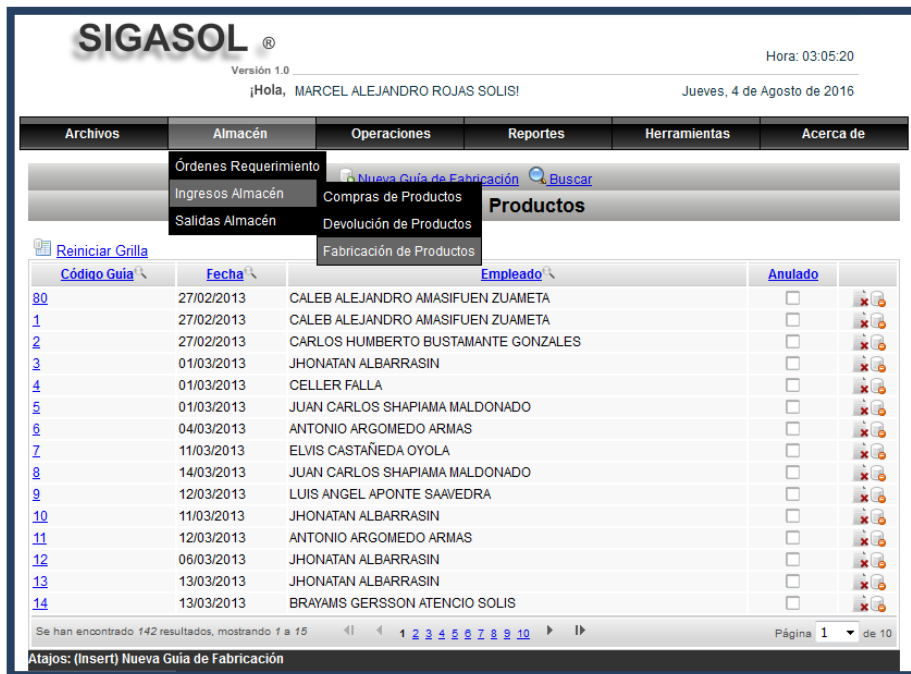 SIGASOL ®
Hora: 03:05:20
Versión 1.0
¡Hola, MARCEL ALEJANDRO ROJAS SOLIS! Jueves, 4 de Agosto de 2016
Archivos Almacén Operaciones Reportes Herramientas Acerca de
Órdenes Requerimiento
Nueva Guía de Fabricación Buscar
Ingresos Almacén Compras de Productos Productos
Salidas Almacén Devolución de Productos
Reiniciar Grilla Fabricación de Productos
Código Guía Fecha Empleado Anulado
80 27/02/2013 CALEB ALEJANDRO AMASIFUEN ZUAMETA
1 27/02/2013 CALEB ALEJANDRO AMASIFUEN ZUAMETA
2 27/02/2013 CARLOS HUMBERTO BUSTAMANTE GONZALES
3 01/03/2013 JHONATAN ALBARRASIN
4 01/03/2013 CELLER FALLA
5 01/03/2013 JUAN CARLOS SHAPIAMA MALDONADO
6 04/03/2013 ANTONIO ARGOMEDO ARMAS
7 11/03/2013 ELVIS CASTAÑEDA OYOLA
8 14/03/2013 JUAN CARLOS SHAPIAMA MALDONADO
9 12/03/2013 LUIS ANGEL APONTE SAAVEDRA
10 11/03/2013 JHONATAN ALBARRASIN
11 12/03/2013 ANTONIO ARGOMEDO ARMAS
12 06/03/2013 JHONATAN ALBARRASIN
13 13/03/2013 JHONATAN ALBARRASIN
14 13/03/2013 BRAYAMS GERSSON ATENCIO SOLIS
Se han encontrado 142 resultados, mostrando 1 a 15 1 2 3 4 5 6 7 8 9 10 Página 1 de 10
Atajos: (Insert) Nueva Guía de Fabricación